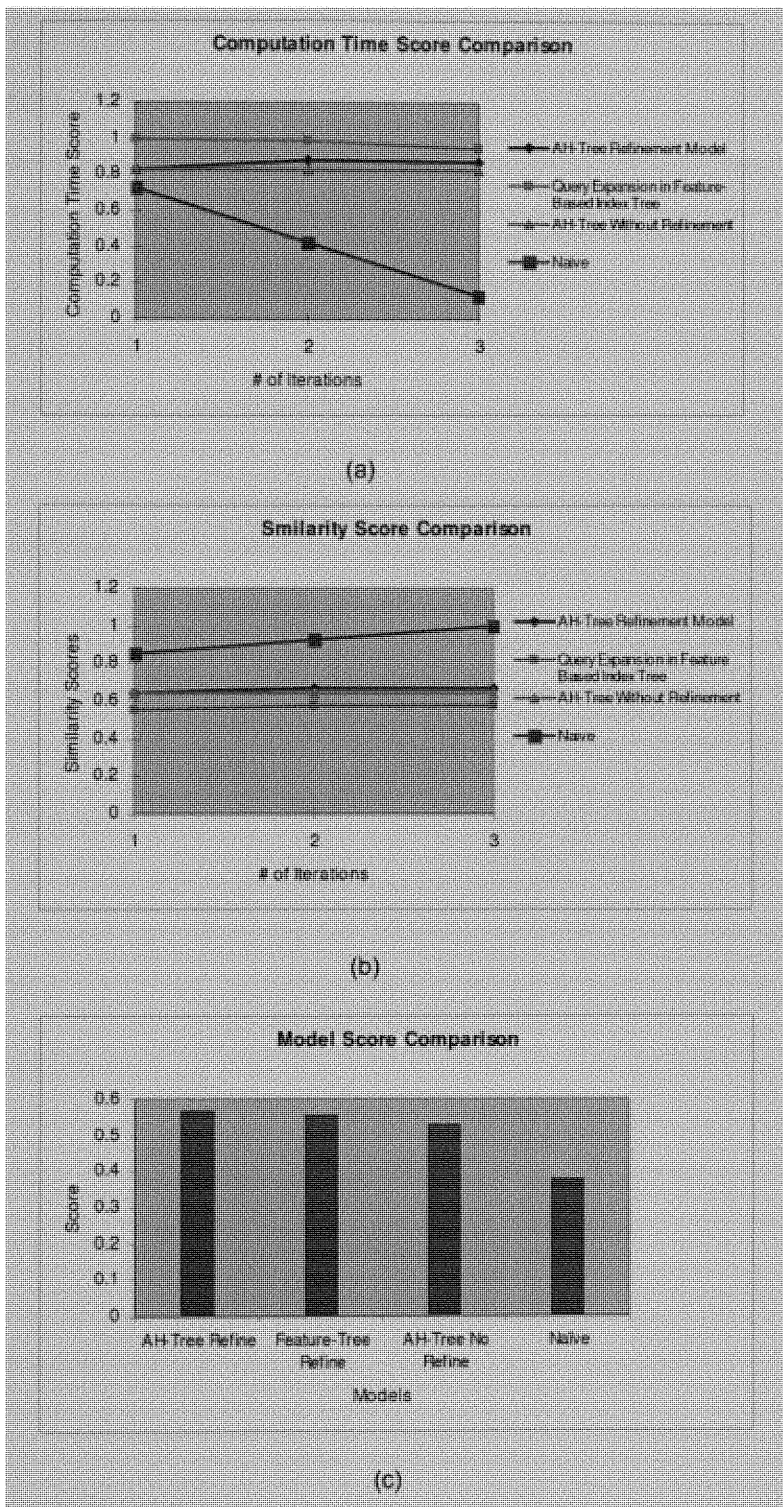 Computation Time Score Comparison
1.2
1
0.8
0.6
0.4
0.2
0
Computation Time Score
1
2
3
# of Iterations
AH-Tree Refinement Model
Query Expansion in Feature-
Based Index Tree
AH-Tree Without Refinement
Naive
(a)
Smilarity Score Comparison
1.2
1
0.8
0.6
0.4
0.2
0
Similarity Scores
1
2
3
# of Iterations
AH-Tree Refinement Model
Query Expansion in Feature
Based Index Tree
AH-Tree Without Refinement
Naive
(b)
Model Score Comparison
0.6
0.5
0.4
0.3
0.2
0.1
0
Score
AH-Tree Refine
Feature-Tree
Refine
AH-Tree No
Refine
Naïve
Models
(c)